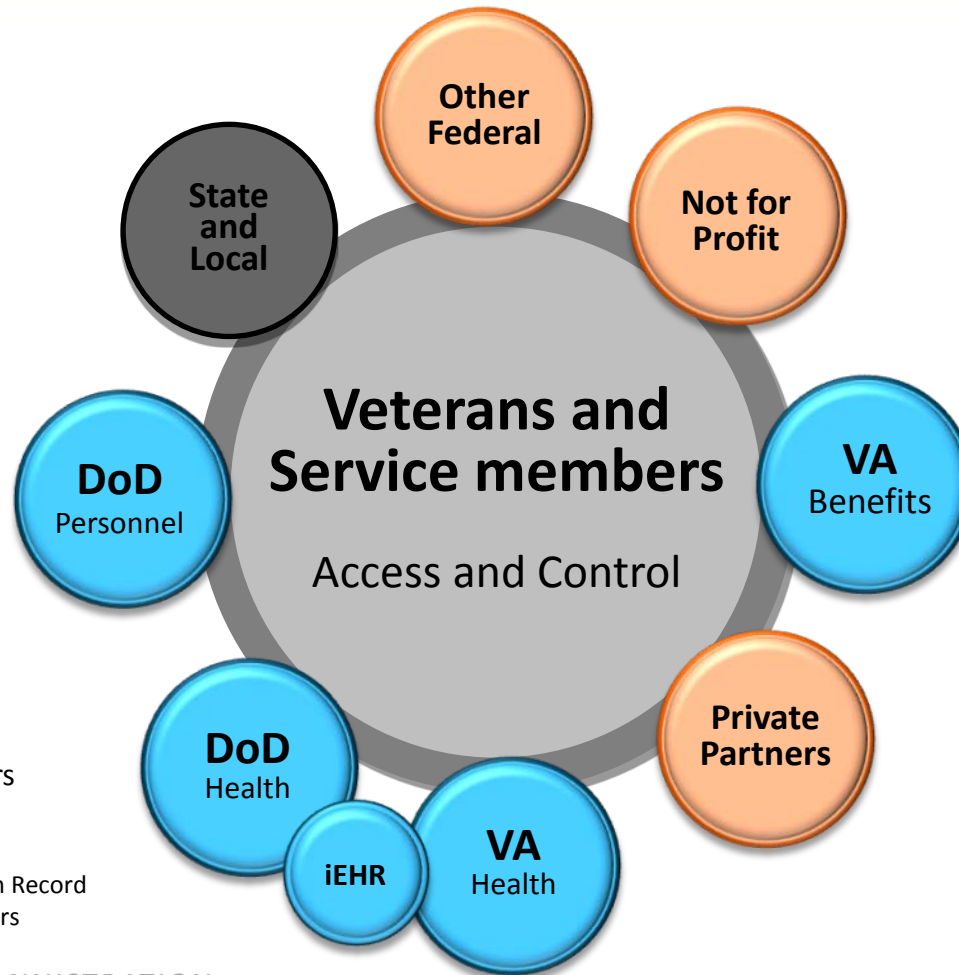 Other
Federal
State
and
Local
Not for
Profit
Veterans and
Service members
Access and Control
DoD
Personnel
VA
Benefits
DoD
Health
iEHR
VA
Health
Private
Partners
Record